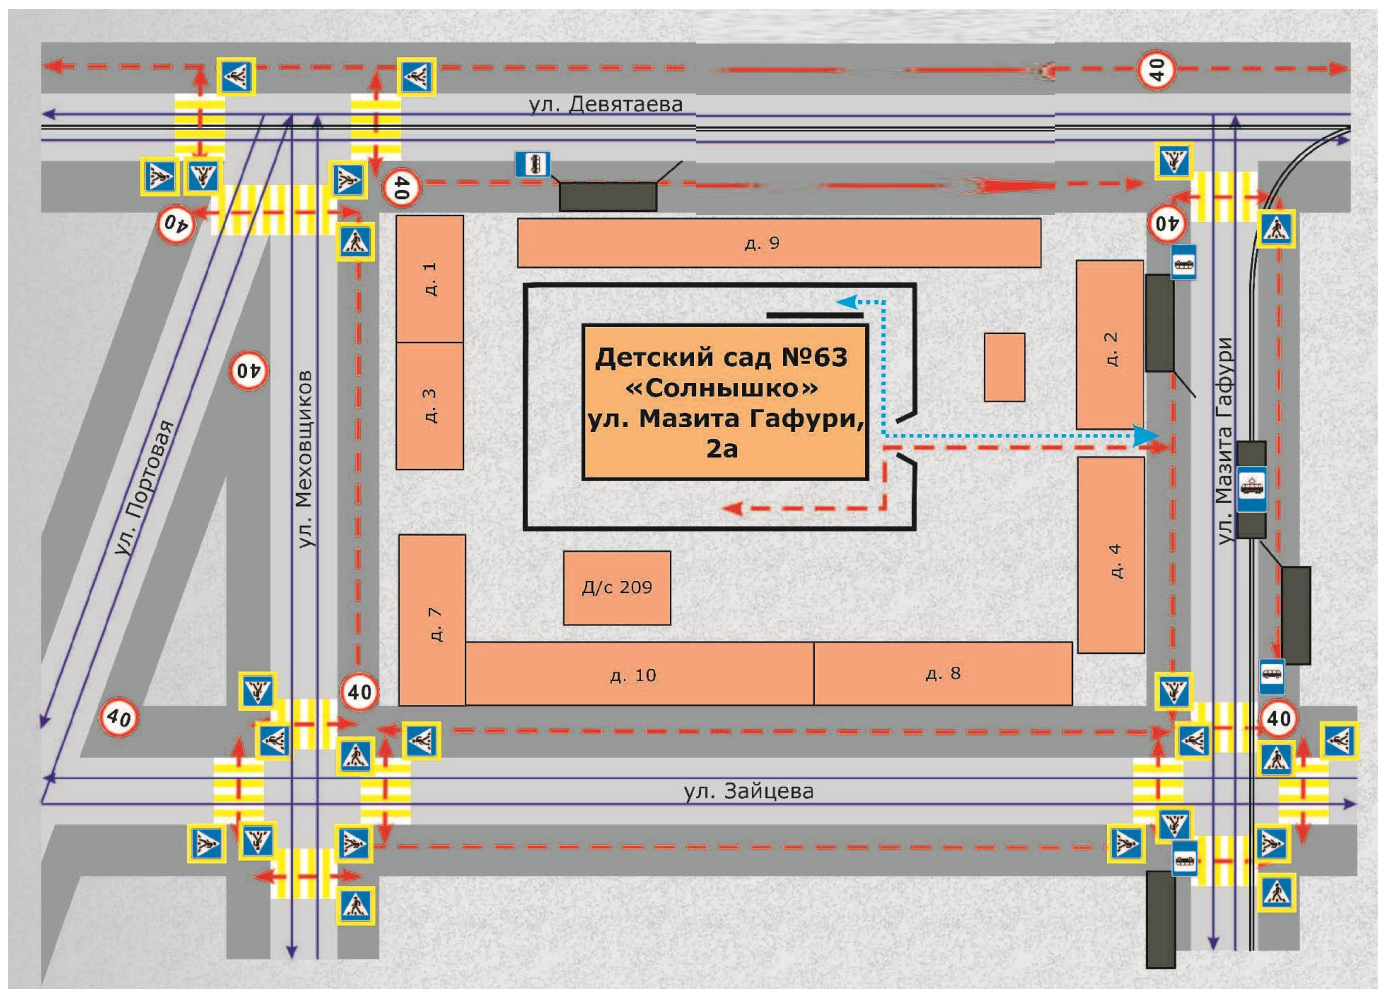 40
ул. Девятаева
40
40
40
д. 9
д. 1
д. 2
40
Детский сад №63
«Солнышко»
ул. Мазита Гафури,
2а
д. 3
ул. Мазита Гафури
ул. Портовая
ул. Меховщиков
д. 4
Д/с 209
д. 7
д. 10
д. 8
40
40
40
ул. Зайцева